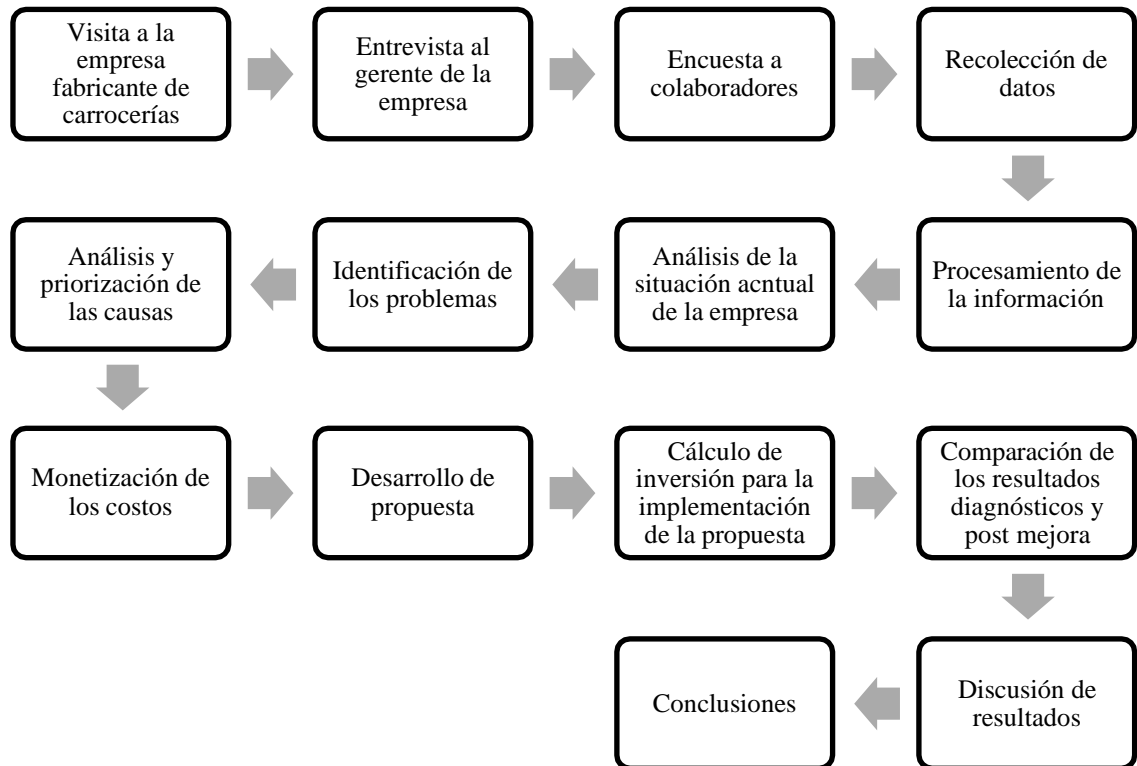 Visita a la
empresa
fabricante de
carrocerías
Entrevista al
gerente de la
empresa
Encuesta a
colaboradores
Recolección de
datos
Procesamiento de
la información
Análisis de la
situación acntual
de la empresa
Identificación de
los problemas
Análisis y
priorización de
las causas
Monetización de
los costos
Desarrollo de
propuesta
Cálculo de
inversión para la
implementación
de la propuesta
Comparación de
los resultados
diagnósticos y
post mejora
Discusión de
resultados
Conclusiones